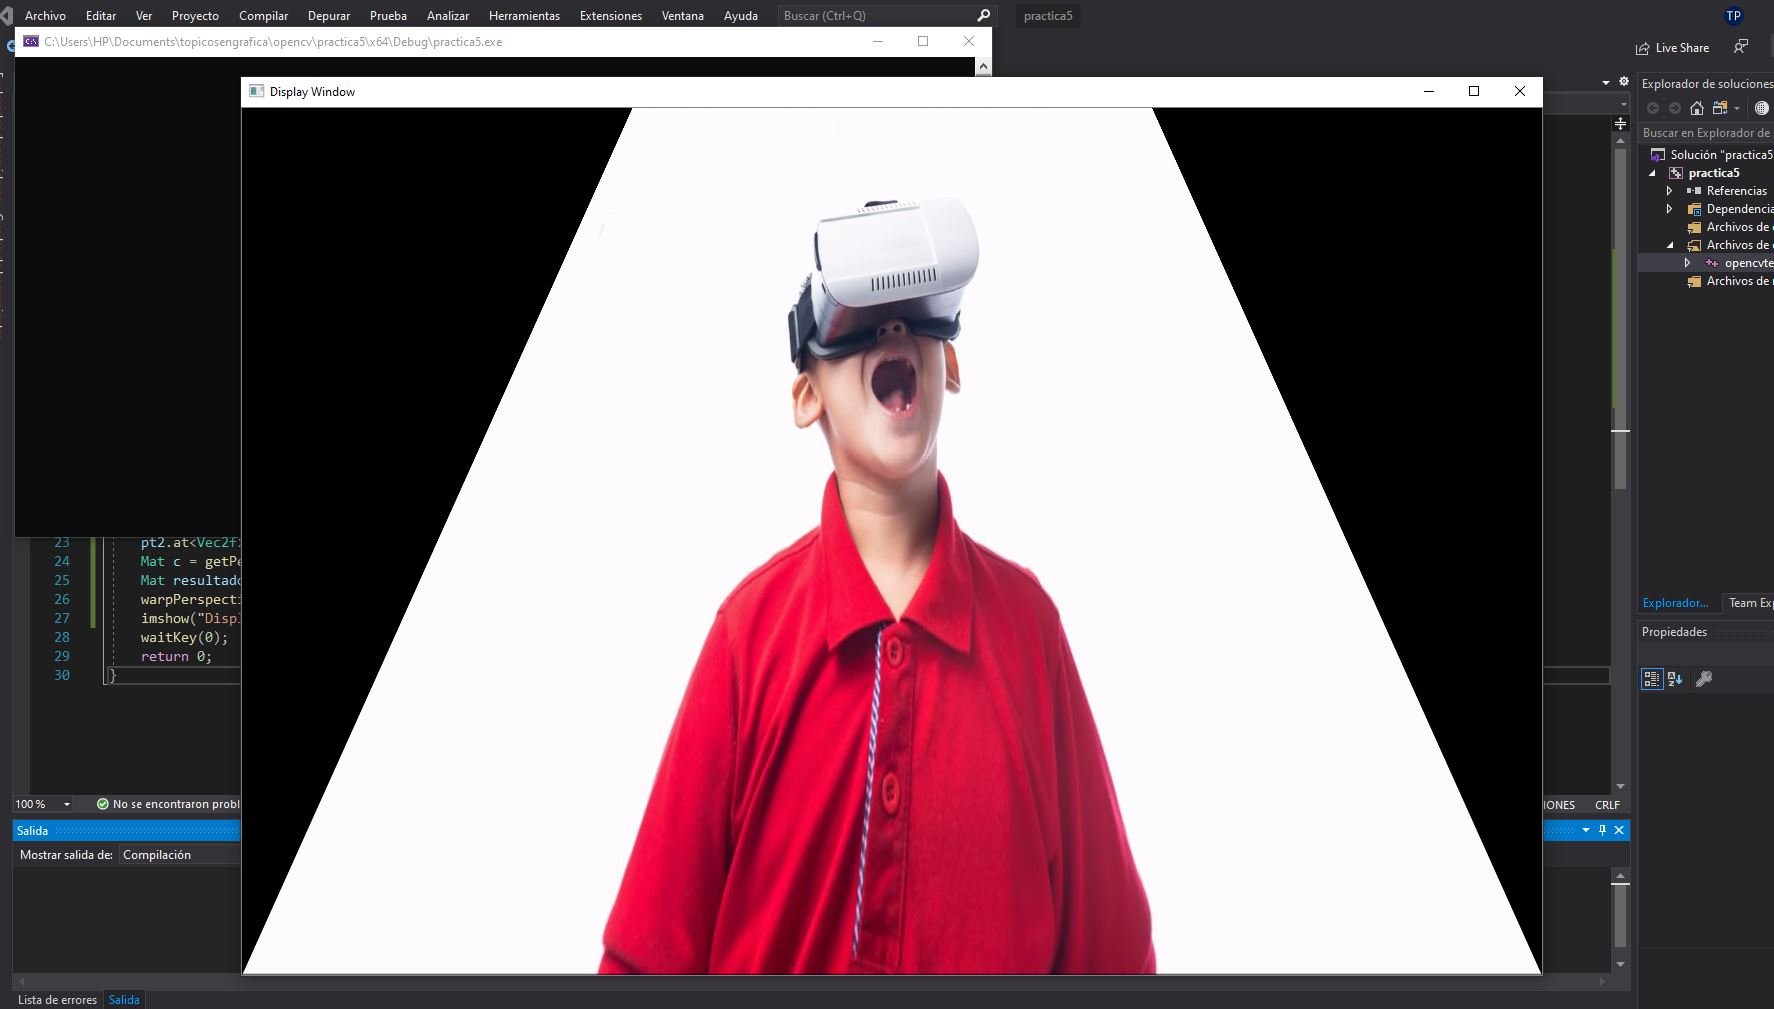 Archivo Editar Ver Proyecto Compilar Depurar Prueba Analizar Herramientas Extensiones Ventana Ayuda Buscar (Ctrl+Q) practica5 TP
C:\Users\HP\Documents\topicosengrafica\opencv\practica5\x64\Debug\practica5.exe
Live Share
Display Window
Explorador de soluciones
Buscar en Explorador de
Solución "practica5
practica5
Referencias
Dependencia
Archivos de
Archivos de
opencvte
Archivos de
23 pt2.at<Vec2f>
24 Mat c = getPe
25 Mat resultado
26 warpPerspecti
27 imshow("Disp
28 waitKey(0);
29 return 0;
30 }
Explorador... Team Exp
Propiedades
100 % No se encontraron probl
IONES CRLF
Salida
Mostrar salida de: Compilación
Lista de errores Salida